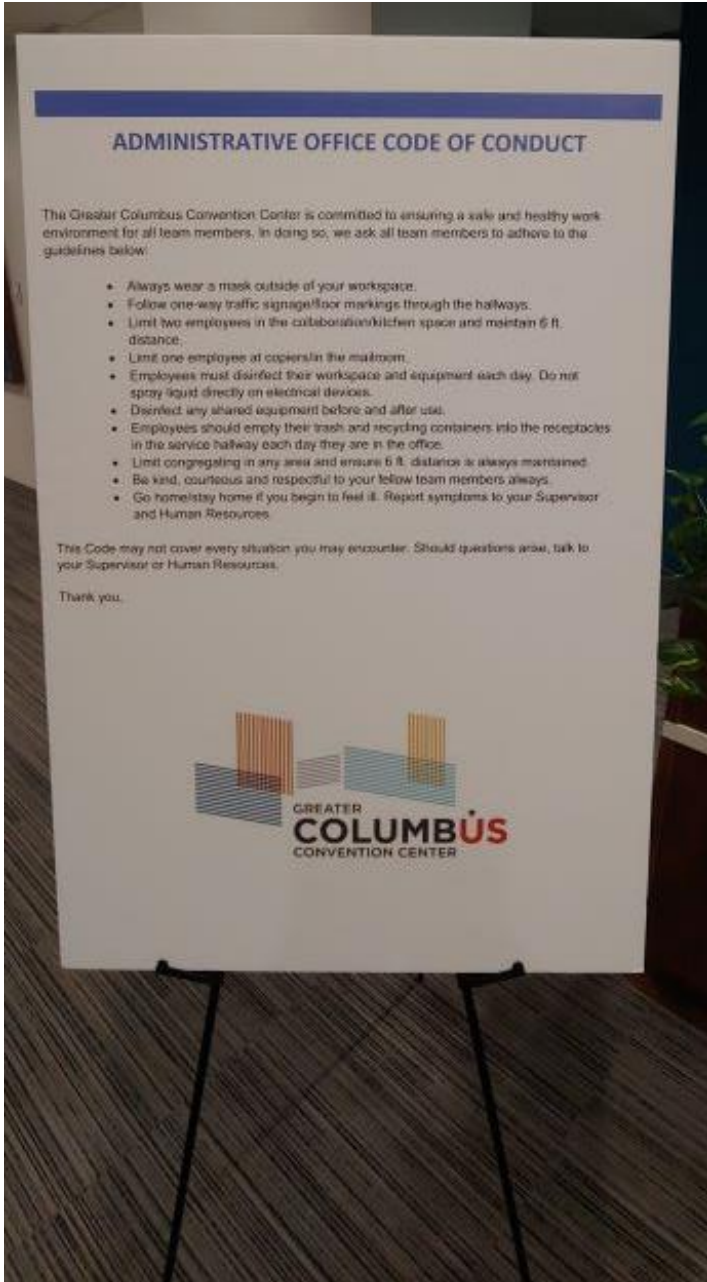 ADMINISTRATIVE OFFICE CODE OF CONDUCT
The Greater Columbus Convention Center is committed to ensuring a safe and healthy work
environment for all team members. In doing so, we ask all team members to adhere to the
guidelines below:
• Always wear a mask outside of your workspace.
• Follow one-way traffic signage/floor markings through the hallways.
• Limit two employees in the collaboration/kitchen space and maintain 6 ft.
distance.
• Limit one employee at copiers/in the mailroom.
• Employees must disinfect their workspace and equipment each day. Do not
spray liquid directly on electrical devices.
• Disinfect any shared equipment before and after use.
• Employees should empty their trash and recycling containers into the receptacles
in the service hallway each day they are in the office.
• Limit congregating in any area and ensure 6 ft. distance is always maintained.
• Be kind, courteous and respectful to your fellow team members always.
• Go home/stay home if you begin to feel ill. Report symptoms to your Supervisor
and Human Resources.
This Code may not cover every situation you may encounter. Should questions arise, talk to
your Supervisor or Human Resources.
Thank you.
GREATER
COLUMBUS
CONVENTION CENTER